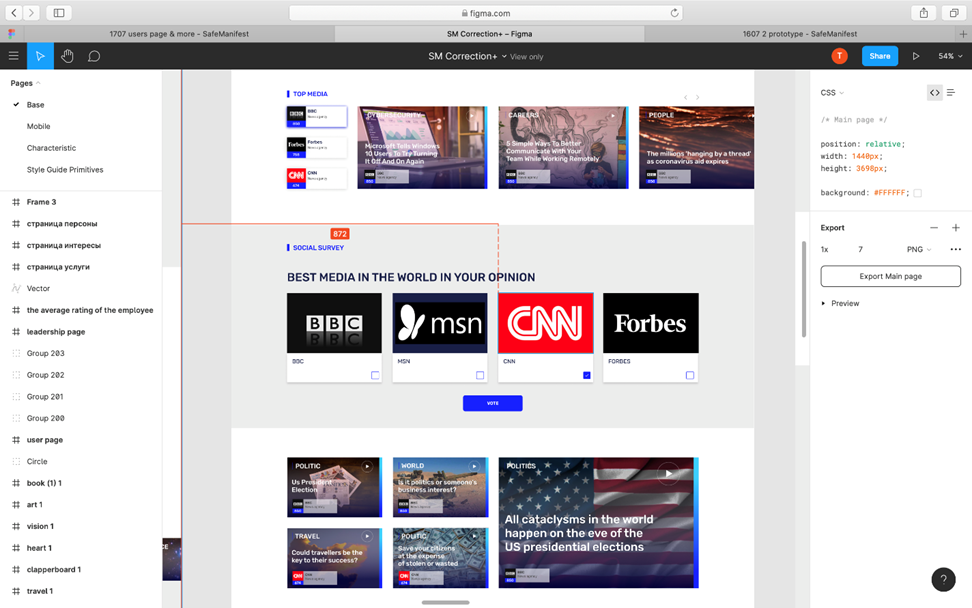 figma.com
1707 users page & more - SafeManifest
SM Correction+ – Figma
1607 2 prototype - SafeManifest
SM Correction+
View only
T
Share
54%
Pages
Base
Mobile
Characteristic
Style Guide Primitives
Frame 3
страница персоны
страница интересы
страница услуги
Vector
the average rating of the employee
leadership page
Group 203
Group 202
Group 201
Group 200
user page
Circle
book (1) 1
art 1
vision 1
heart 1
clapperboard 1
travel 1
TOP MEDIA
BBC
BBC
Forbes
Forbes
CNN
CNN
CYBERSECURITY
Microsoft Tells Windows
10 Users To Try Turning
It Off And On Again
CAREERS
5 Simple Ways To Better
Communicate With Your
Team While Working Remotely
PEOPLE
The millions 'hanging by a thread'
as coronavirus aid expires
872
SOCIAL SURVEY
BEST MEDIA IN THE WORLD IN YOUR OPINION
BBC
msn
CNN
Forbes
BBC
MSN
CNN
FORBES
VOTE
POLITIC
Us President
Election
WORLD
Is it politics or someone's
business interest?
POLITICS
All cataclysms in the world
happen on the eve of the
US presidential elections
TRAVEL
Could travellers be the
key to their success?
POLITIC
Save your citizens
at the expense
of stolen or wasted
CSS
/* Main page */
position: relative;
width: 1440px;
height: 3698px;
background: #FFFFFF;
Export
1x
7
PNG
Export Main page
Preview
?